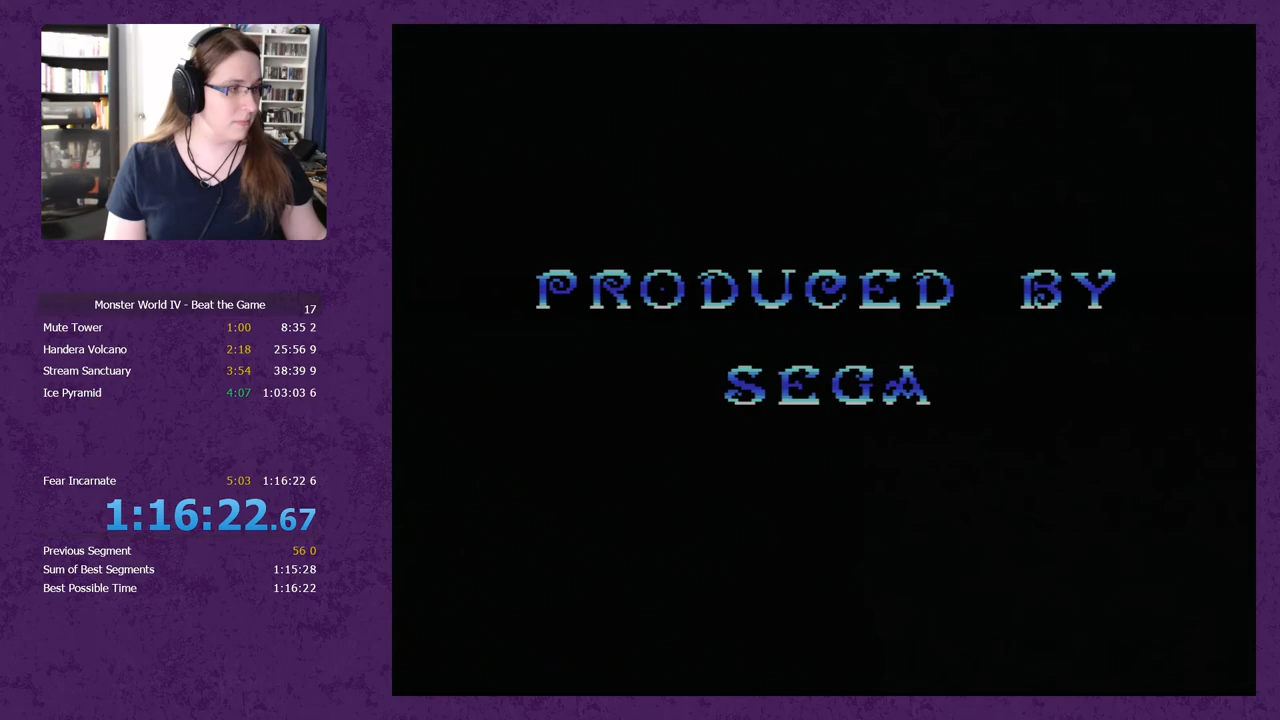 Monster World IV - Beat the Game
17
Mute Tower 1:00 8:35 2
Handera Volcano 2:18 25:56 9
Stream Sanctuary 3:54 38:39 9
Ice Pyramid 4:07 1:03:03 6
Fear Incarnate 5:03 1:16:22 6
1:16:22.67
Previous Segment 56 0
Sum of Best Segments 1:15:28
Best Possible Time 1:16:22
PRODUCED BY
SEGA